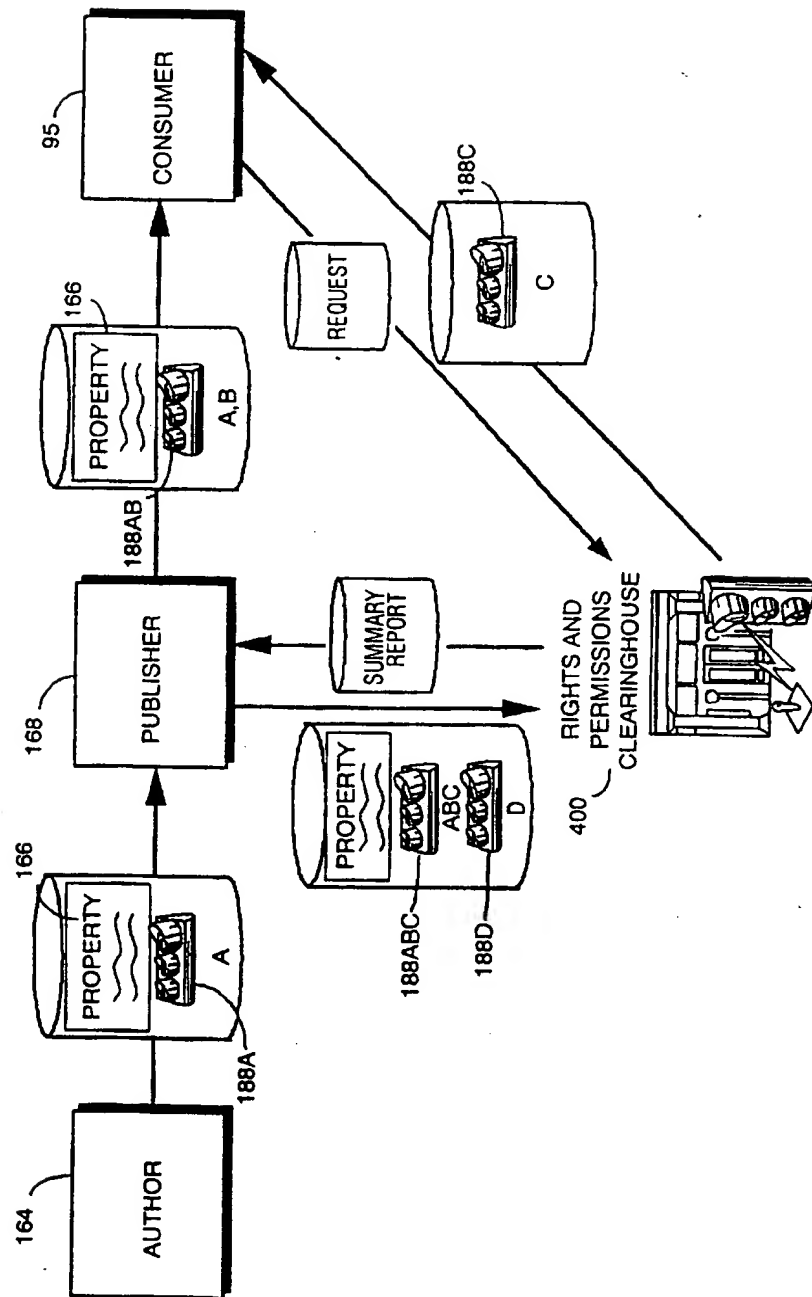 164
AUTHOR
166
PROPERTY
A
188A
168
PUBLISHER
166
PROPERTY
A,B
188AB
95
CONSUMER
PROPERTY
ABC
D
188ABC
188D
SUMMARY
REPORT
REQUEST
188C
C
400
RIGHTS AND
PERMISSIONS
CLEARINGHOUSE